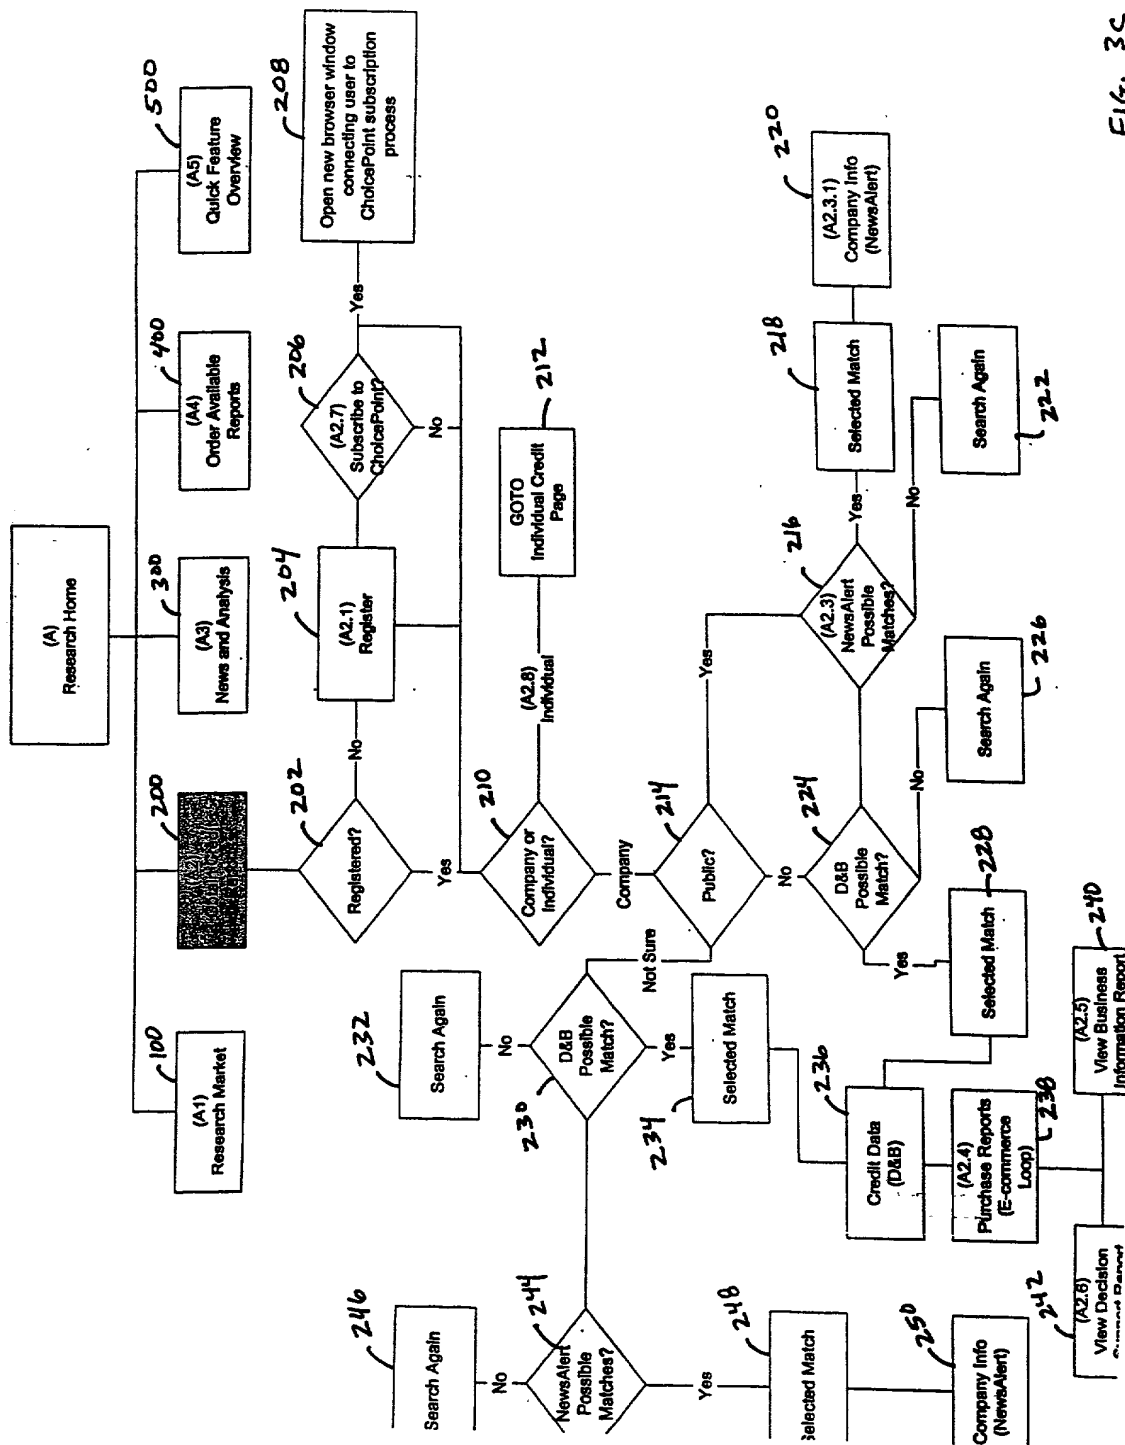 (A)
Research Home
100
(A1)
Research Market
200
300
(A3)
News and Analysis
400
(A4)
Order Available
Reports
500
(A5)
Quick Feature
Overview
202
Registered?
No
Yes
204
(A2.1)
Register
206
(A2.7)
Subscribe to
ChoicePoint?
No
Yes
208
Open new browser window
connecting user to
ChoicePoint subscription
process
210
Company or
Individual?
(A2.8)
Individual
212
GOTO
Individual Credit
Page
Company
214
Public?
Yes
No
Not Sure
216
(A2.3)
NewsAlert
Possible
Matches?
Yes
No
218
Selected Match
220
(A2.3.1)
Company Info
(NewsAlert)
222
Search Again
224
D&B
Possible
Match?
No
Yes
226
Search Again
228
Selected Match
230
D&B
Possible
Match?
No
Yes
232
Search Again
234
Selected Match
236
Credit Data
(D&B)
238
(A2.4)
Purchase Reports
(E-commerce
Loop)
240
(A2.5)
View Business
Information Report
242
(A2.6)
View Decision
Support Report
244
NewsAlert
Possible
Matches?
No
Yes
246
Search Again
248
Selected Match
250
Company Info
(NewsAlert)
FIG. 3C